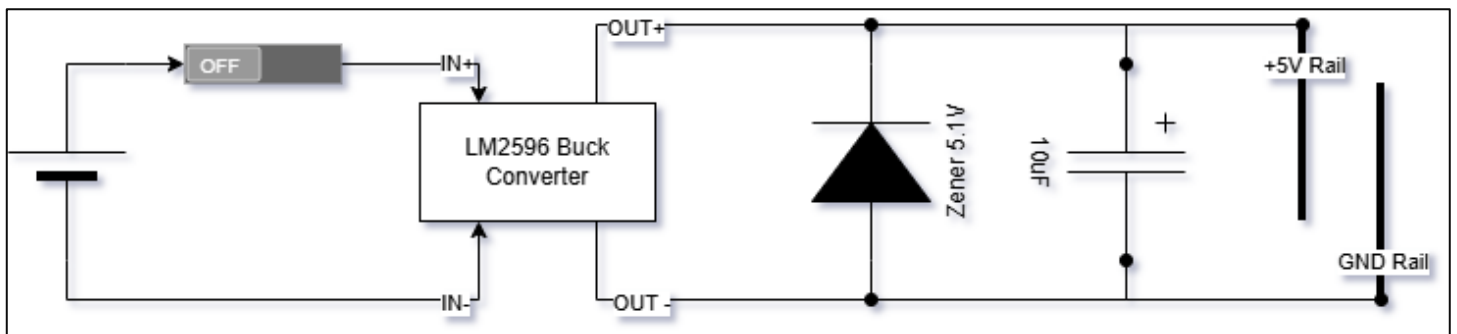 OUT+
OFF
IN+
+5V Rail
LM2596 Buck
Converter
Zener 5.1V
10uF
+
GND Rail
IN-
OUT -